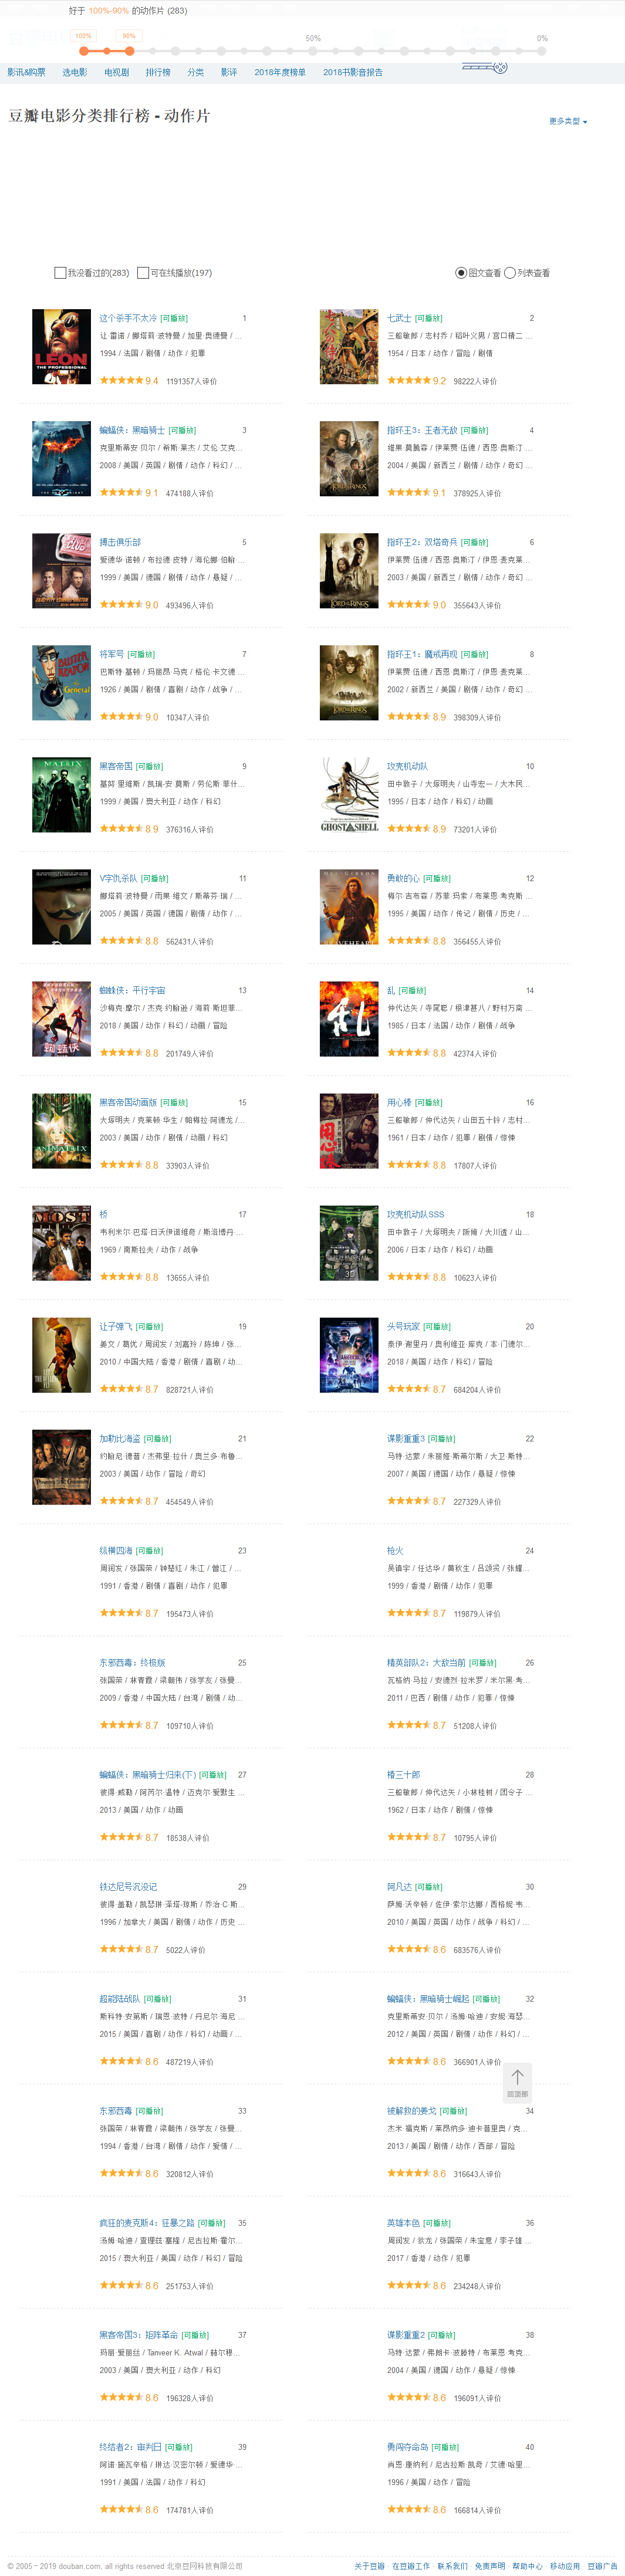 好于 100%-90% 的动作片 (283)
100% 90% 50% 0%
影讯&购票 选电影 电视剧 排行榜 分类 影评 2018年度榜单 2018书影音报告
豆瓣电影分类排行榜 - 动作片
更多类型
我没看过的(283) 可在线播放(197) 图文查看 列表查看
这个杀手不太冷 [可播放] 1
让·雷诺 / 娜塔莉·波特曼 / 加里·奥德曼 / ...
1994 / 法国 / 剧情 / 动作 / 犯罪
9.4 1191357人评价
七武士 [可播放] 2
三船敏郎 / 志村乔 / 稻叶义男 / 宫口精二 ...
1954 / 日本 / 动作 / 冒险 / 剧情
9.2 98222人评价
蝙蝠侠：黑暗骑士 [可播放] 3
克里斯蒂安·贝尔 / 希斯·莱杰 / 艾伦·艾克...
2008 / 美国 / 英国 / 剧情 / 动作 / 科幻 / ...
9.1 474188人评价
指环王3：王者无敌 [可播放] 4
维果·莫腾森 / 伊莱贾·伍德 / 西恩·奥斯汀 ...
2004 / 美国 / 新西兰 / 剧情 / 动作 / 奇幻 ...
9.1 378925人评价
搏击俱乐部 5
爱德华·诺顿 / 布拉德·皮特 / 海伦娜·伯翰 ...
1999 / 美国 / 德国 / 剧情 / 动作 / 悬疑 / ...
9.0 493496人评价
指环王2：双塔奇兵 [可播放] 6
伊莱贾·伍德 / 西恩·奥斯汀 / 伊恩·麦克莱...
2003 / 美国 / 新西兰 / 剧情 / 动作 / 奇幻 ...
9.0 355643人评价
将军号 [可播放] 7
巴斯特·基顿 / 玛丽昂·马克 / 格伦·卡文德 ...
1926 / 美国 / 剧情 / 喜剧 / 动作 / 战争 / ...
9.0 10347人评价
指环王1：魔戒再现 [可播放] 8
伊莱贾·伍德 / 西恩·奥斯汀 / 伊恩·麦克莱...
2002 / 新西兰 / 美国 / 剧情 / 动作 / 奇幻 ...
8.9 398309人评价
黑客帝国 [可播放] 9
基努·里维斯 / 凯瑞-安·莫斯 / 劳伦斯·菲什...
1999 / 美国 / 澳大利亚 / 动作 / 科幻
8.9 376316人评价
攻壳机动队 10
田中敦子 / 大塚明夫 / 山寺宏一 / 大木民...
1995 / 日本 / 动作 / 科幻 / 动画
8.9 73201人评价
V字仇杀队 [可播放] 11
娜塔莉·波特曼 / 雨果·维文 / 斯蒂芬·瑞 / ...
2005 / 美国 / 英国 / 德国 / 剧情 / 动作 / ...
8.8 562431人评价
勇敢的心 [可播放] 12
梅尔·吉布森 / 苏菲·玛索 / 布莱恩·考克斯 ...
1995 / 美国 / 动作 / 传记 / 剧情 / 历史 / ...
8.8 356455人评价
蜘蛛侠：平行宇宙 13
沙梅克·摩尔 / 杰克·约翰逊 / 海莉·斯坦菲...
2018 / 美国 / 动作 / 科幻 / 动画 / 冒险
8.8 201749人评价
乱 [可播放] 14
仲代达矢 / 寺尾聪 / 根津甚八 / 野村万斋 ...
1985 / 日本 / 法国 / 动作 / 剧情 / 战争
8.8 42374人评价
黑客帝国动画版 [可播放] 15
大塚明夫 / 克莱顿·华生 / 帕梅拉·阿德龙 /...
2003 / 美国 / 动作 / 剧情 / 动画 / 科幻
8.8 33903人评价
用心棒 [可播放] 16
三船敏郎 / 仲代达矢 / 山田五十铃 / 志村...
1961 / 日本 / 动作 / 犯罪 / 剧情 / 惊悚
8.8 17807人评价
桥 17
韦利米尔·巴塔·日沃伊诺维奇 / 斯洛博丹·...
1969 / 南斯拉夫 / 动作 / 战争
8.8 13655人评价
攻壳机动队SSS 18
田中敦子 / 大塚明夫 / 阪脩 / 大川透 / 山...
2006 / 日本 / 动作 / 科幻 / 动画
8.8 10623人评价
让子弹飞 [可播放] 19
姜文 / 葛优 / 周润发 / 刘嘉玲 / 陈坤 / 张...
2010 / 中国大陆 / 香港 / 剧情 / 喜剧 / 动...
8.7 828721人评价
头号玩家 [可播放] 20
泰伊·谢里丹 / 奥利维亚·库克 / 本·门德尔...
2018 / 美国 / 动作 / 科幻 / 冒险
8.7 684204人评价
加勒比海盗 [可播放] 21
约翰尼·德普 / 杰弗里·拉什 / 奥兰多·布鲁...
2003 / 美国 / 动作 / 冒险 / 奇幻
8.7 454549人评价
谍影重重3 [可播放] 22
马特·达蒙 / 朱丽娅·斯蒂尔斯 / 大卫·斯特...
2007 / 美国 / 德国 / 动作 / 悬疑 / 惊悚
8.7 227329人评价
纵横四海 [可播放] 23
周润发 / 张国荣 / 钟楚红 / 朱江 / 曾江 / ...
1991 / 香港 / 剧情 / 喜剧 / 动作 / 犯罪
8.7 195473人评价
枪火 24
吴镇宇 / 任达华 / 黄秋生 / 吕颂贤 / 张耀...
1999 / 香港 / 剧情 / 动作 / 犯罪
8.7 119879人评价
东邪西毒：终极版 25
张国荣 / 林青霞 / 梁朝伟 / 张学友 / 张曼...
2009 / 香港 / 中国大陆 / 台湾 / 剧情 / 动...
8.7 109710人评价
精英部队2：大敌当前 [可播放] 26
瓦格纳·马拉 / 安德烈·拉米罗 / 米尔黑·考...
2011 / 巴西 / 剧情 / 动作 / 犯罪 / 惊悚
8.7 51208人评价
蝙蝠侠：黑暗骑士归来(下) [可播放] 27
彼得·威勒 / 阿芮尔·温特 / 迈克尔·爱默生 ...
2013 / 美国 / 动作 / 动画
8.7 18538人评价
椿三十郎 28
三船敏郎 / 仲代达矢 / 小林桂树 / 团令子 ...
1962 / 日本 / 动作 / 剧情 / 惊悚
8.7 10795人评价
铁达尼号沉没记 29
彼得·盖勒 / 凯瑟琳·泽塔-琼斯 / 乔治·C·斯...
1996 / 加拿大 / 美国 / 剧情 / 动作 / 历史 ...
8.7 5022人评价
阿凡达 [可播放] 30
萨姆·沃辛顿 / 佐伊·索尔达娜 / 西格妮·韦...
2010 / 美国 / 英国 / 动作 / 战争 / 科幻 / ...
8.6 683576人评价
超能陆战队 [可播放] 31
斯科特·安第斯 / 瑞恩·波特 / 丹尼尔·海尼 ...
2015 / 美国 / 喜剧 / 动作 / 科幻 / 动画 / ...
8.6 487219人评价
蝙蝠侠：黑暗骑士崛起 [可播放] 32
克里斯蒂安·贝尔 / 汤姆·哈迪 / 安妮·海瑟...
2012 / 美国 / 英国 / 剧情 / 动作 / 科幻 / ...
8.6 366901人评价
回顶部
东邪西毒 [可播放] 33
张国荣 / 林青霞 / 梁朝伟 / 张学友 / 张曼...
1994 / 香港 / 台湾 / 剧情 / 动作 / 爱情 / ...
8.6 320812人评价
被解救的姜戈 [可播放] 34
杰米·福克斯 / 莱昂纳多·迪卡普里奥 / 克...
2013 / 美国 / 剧情 / 动作 / 西部 / 冒险
8.6 316643人评价
疯狂的麦克斯4：狂暴之路 [可播放] 35
汤姆·哈迪 / 查理兹·塞隆 / 尼古拉斯·霍尔...
2015 / 澳大利亚 / 美国 / 动作 / 科幻 / 冒险
8.6 251753人评价
英雄本色 [可播放] 36
周润发 / 狄龙 / 张国荣 / 朱宝意 / 李子雄 ...
2017 / 香港 / 动作 / 犯罪
8.6 234248人评价
黑客帝国3：矩阵革命 [可播放] 37
玛丽·爱丽丝 / Tanveer K. Atwal / 赫尔穆...
2003 / 美国 / 澳大利亚 / 动作 / 科幻
8.6 196328人评价
谍影重重2 [可播放] 38
马特·达蒙 / 弗朗卡·波滕特 / 布莱恩·考克...
2004 / 美国 / 德国 / 动作 / 悬疑 / 惊悚
8.6 196091人评价
终结者2：审判日 [可播放] 39
阿诺·施瓦辛格 / 琳达·汉密尔顿 / 爱德华·...
1991 / 美国 / 法国 / 动作 / 科幻
8.6 174781人评价
勇闯夺命岛 [可播放] 40
肖恩·康纳利 / 尼古拉斯·凯奇 / 艾德·哈里...
1996 / 美国 / 动作 / 冒险
8.6 166814人评价
© 2005－2019 douban.com, all rights reserved 北京豆网科技有限公司
关于豆瓣 · 在豆瓣工作 · 联系我们 · 免责声明 · 帮助中心 · 移动应用 · 豆瓣广告